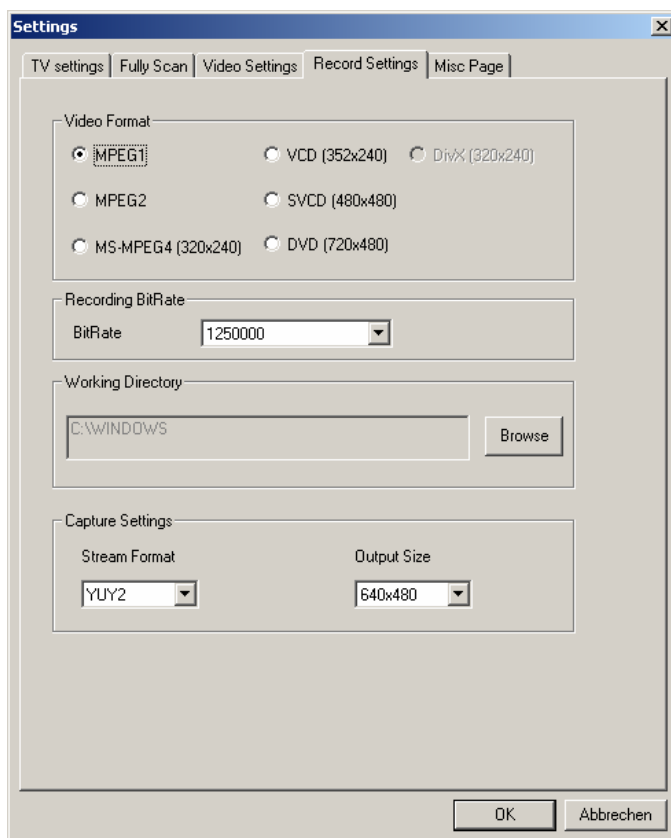 Settings
TV settings Fully Scan Video Settings Record Settings Misc Page
Video Format
MPEG1 VCD (352x240) DivX (320x240)
MPEG2 SVCD (480x480)
MS-MPEG4 (320x240) DVD (720x480)
Recording BitRate
BitRate 1250000
Working Directory
C:\WINDOWS
Browse
Capture Settings
Stream Format Output Size
YUY2 640x480
OK Abbrechen